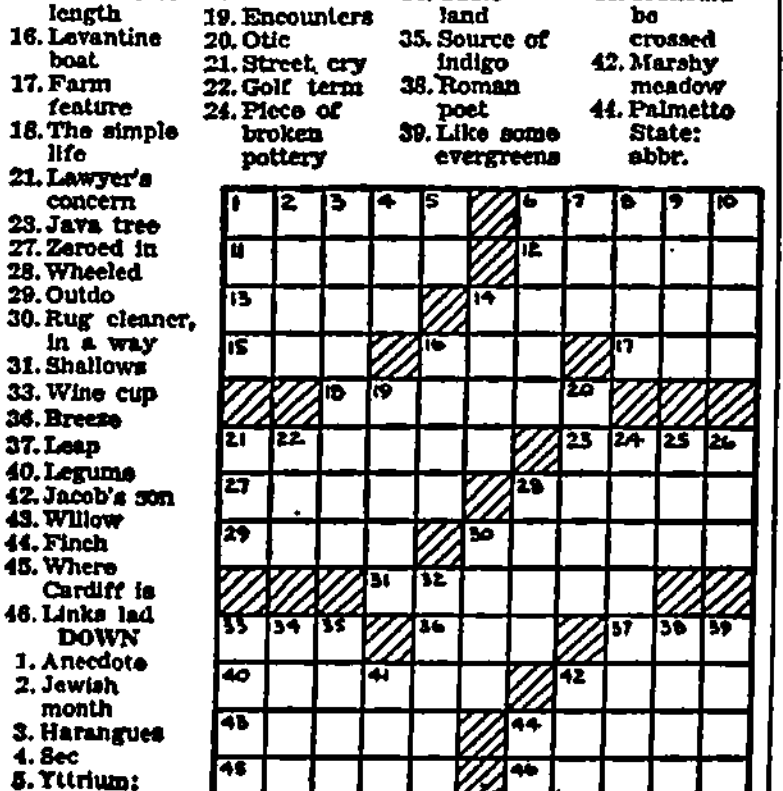 length
16. Levantine
boat
17. Farm
feature
18. The simple
life
21. Lawyer's
concern
23. Java tree
27. Zeroed in
28. Wheeled
29. Outdo
30. Rug cleaner,
in a way
31. Shallows
33. Wine cup
36. Breeze
37. Leap
40. Legume
42. Jacob's son
43. Willow
44. Finch
45. Where
Cardiff is
46. Links lad
DOWN
1. Anecdote
2. Jewish
month
3. Harangues
4. Sec
5. Yttrium:
19. Encounters
20. Otic
21. Street cry
22. Golf term
24. Piece of
broken
pottery
land
35. Source of
indigo
38. Roman
poet
39. Like some
evergreens
be
crossed
42. Marshy
meadow
44. Palmetto
State:
abbr.
1 2 3 4 5 6 7 8 9 10
11 12
13 14
15 16 17
18 19 20
21 22 23 24 25 26
27 28
29 30
31 32
33 34 35 36 37 38 39
40 41 42
43 44
45 46